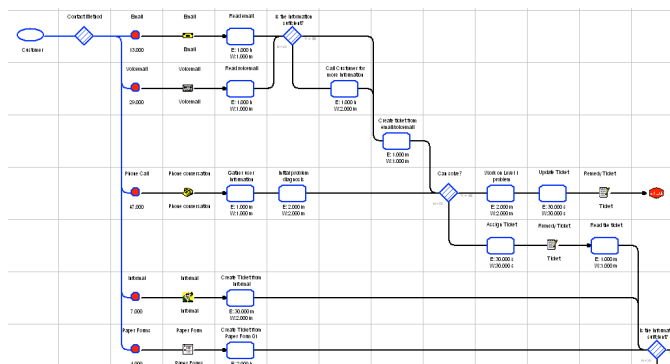 Contact Method
Email
Email
Read email
Is the Information
sufficient?
Customer
13.000
Email
E: 1.000 h
W:1.000 m
Voicemail
Voicemail
Read voicemail
Call Customer for
more Information
29.000
Voicemail
E: 1.000 h
W:1.000 m
E: 1.000 h
W:2.000 m
Create ticket from
email/voicemail
E: 1.000 m
W:1.000 m
Phone Call
Phone conversation
Gather user
Information
Initial problem
diagnosis
Can solve?
Work on Level I
problem
Update Ticket
Remedy Ticket
47.000
Phone conversation
E: 1.000 m
W:1.000 m
E: 2.000 m
W:2.000 m
E: 2.000 m
W:2.000 m
E: 30.000 s
W:30.000 s
Ticket
Assign Ticket
Remedy Ticket
Read the ticket
E: 30.000 s
W:30.000 s
Ticket
E: 1.000 m
W:1.000 m
Internal
Internal
Create Ticket from
Internal
7.000
Internal
E: 30.000 m
W:2.000 m
Paper Forms
Paper Form
Create Ticket from
Is the Informat
sufficient?